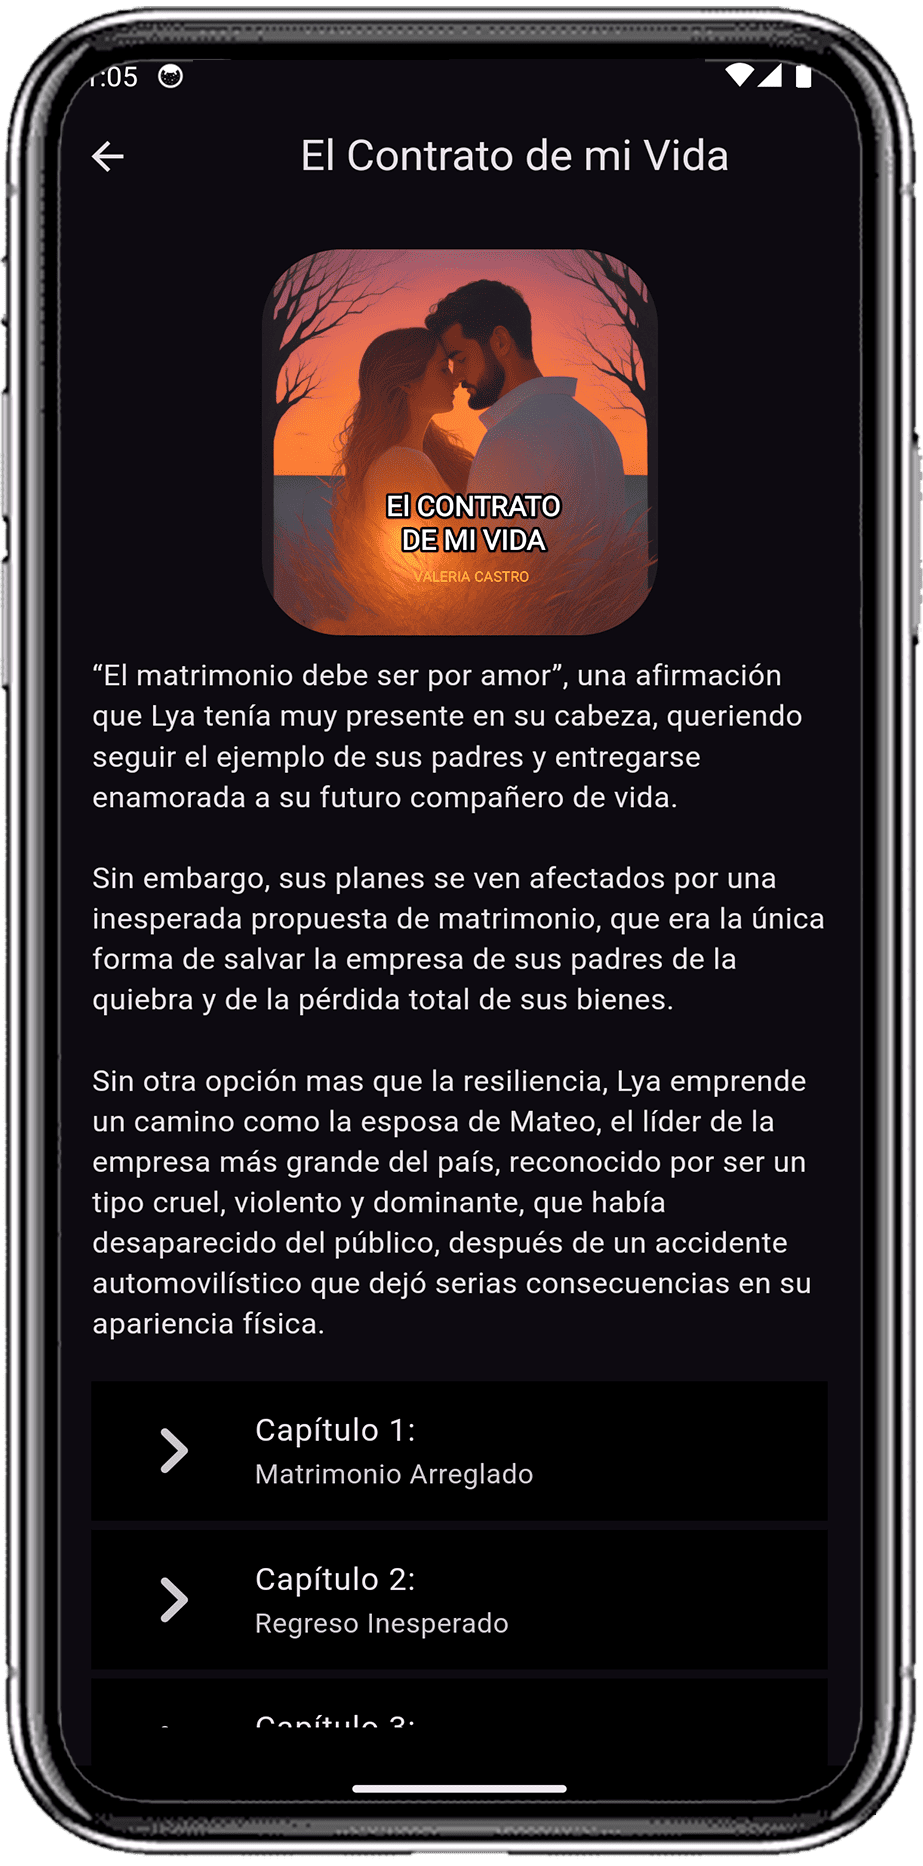 :05
El Contrato de mi Vida
El CONTRATO
DE MI VIDA
VALERIA CASTRO
“El matrimonio debe ser por amor”, una afirmación
que Lya tenía muy presente en su cabeza, queriendo
seguir el ejemplo de sus padres y entregarse
enamorada a su futuro compañero de vida.
Sin embargo, sus planes se ven afectados por una
inesperada propuesta de matrimonio, que era la única
forma de salvar la empresa de sus padres de la
quiebra y de la pérdida total de sus bienes.
Sin otra opción mas que la resiliencia, Lya emprende
un camino como la esposa de Mateo, el líder de la
empresa más grande del país, reconocido por ser un
tipo cruel, violento y dominante, que había
desaparecido del público, después de un accidente
automovilístico que dejó serias consecuencias en su
apariencia física.
Capítulo 1:
Matrimonio Arreglado
Capítulo 2:
Regreso Inesperado
Capítulo 3: